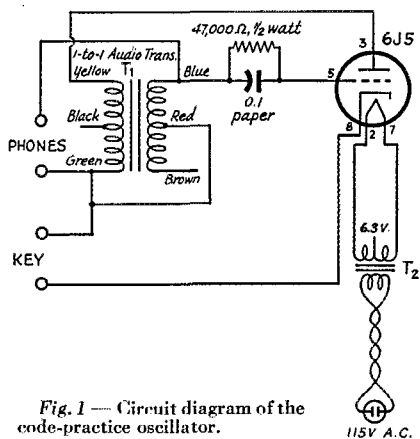 47,000Ω, ½ watt
6J5
3
1-to-1 Audio Trans.
Yellow
T1
Blue
5
Black
Red
0.1
paper
8
2
7
PHONES
Green
Brown
6.3V.
KEY
T2
Fig. 1 — Circuit diagram of the
code-practice oscillator.
115V A.C.